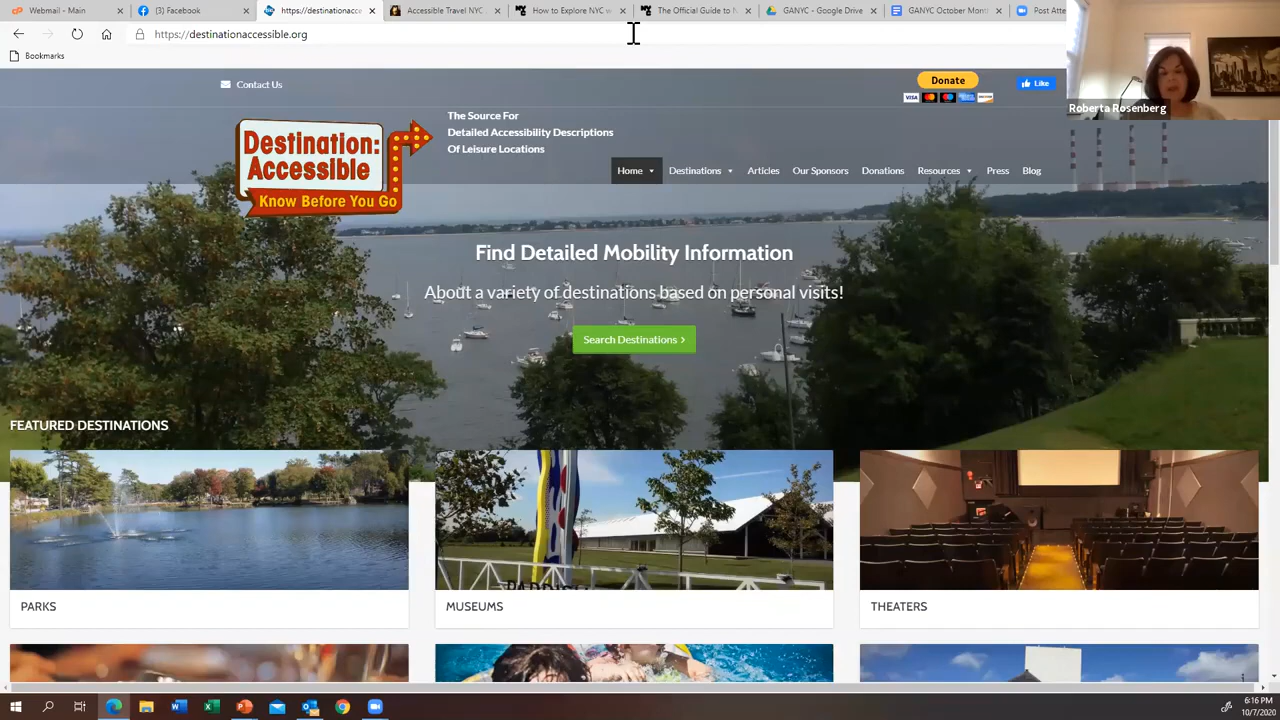 Webmail - Main
(3) Facebook
https://destinationacce
Accessible Travel NYC
How to Explore NYC w
The Official Guide to N
GANYC - Google Drive
GANYC October Mont
Post Atte
https://destinationaccessible.org
Bookmarks
Contact Us
Donate
VISA
Like
Roberta Rosenberg
The Source For
Detailed Accessibility Descriptions
Of Leisure Locations
Destination:
Accessible
Know Before You Go
Home
Destinations
Articles
Our Sponsors
Donations
Resources
Press
Blog
Find Detailed Mobility Information
About a variety of destinations based on personal visits!
Search Destinations
FEATURED DESTINATIONS
PARKS
MUSEUMS
THEATERS
6:16 PM
10/7/2020